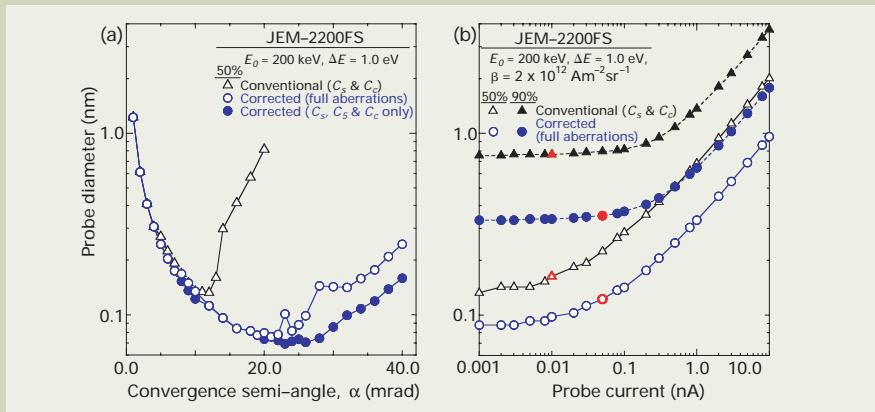 (a)
JEM-2200FS
E0 = 200 keV, ΔE = 1.0 eV
50%
Conventional (Cs & Cc)
Corrected (full aberrations)
Corrected (Cs, C5 & Cc only)
Probe diameter (nm)
1.0
0.1
0.0
10.0
20.0
30.0
40.0
Convergence semi-angle, α (mrad)
(b)
JEM-2200FS
E0 = 200 keV, ΔE = 1.0 eV,
β = 2 x 10¹² Am⁻²sr⁻¹
50% 90%
Conventional (Cs & Cc)
Corrected
(full aberrations)
1.0
0.1
0.001
0.01
0.1
1.0
10.0
Probe current (nA)